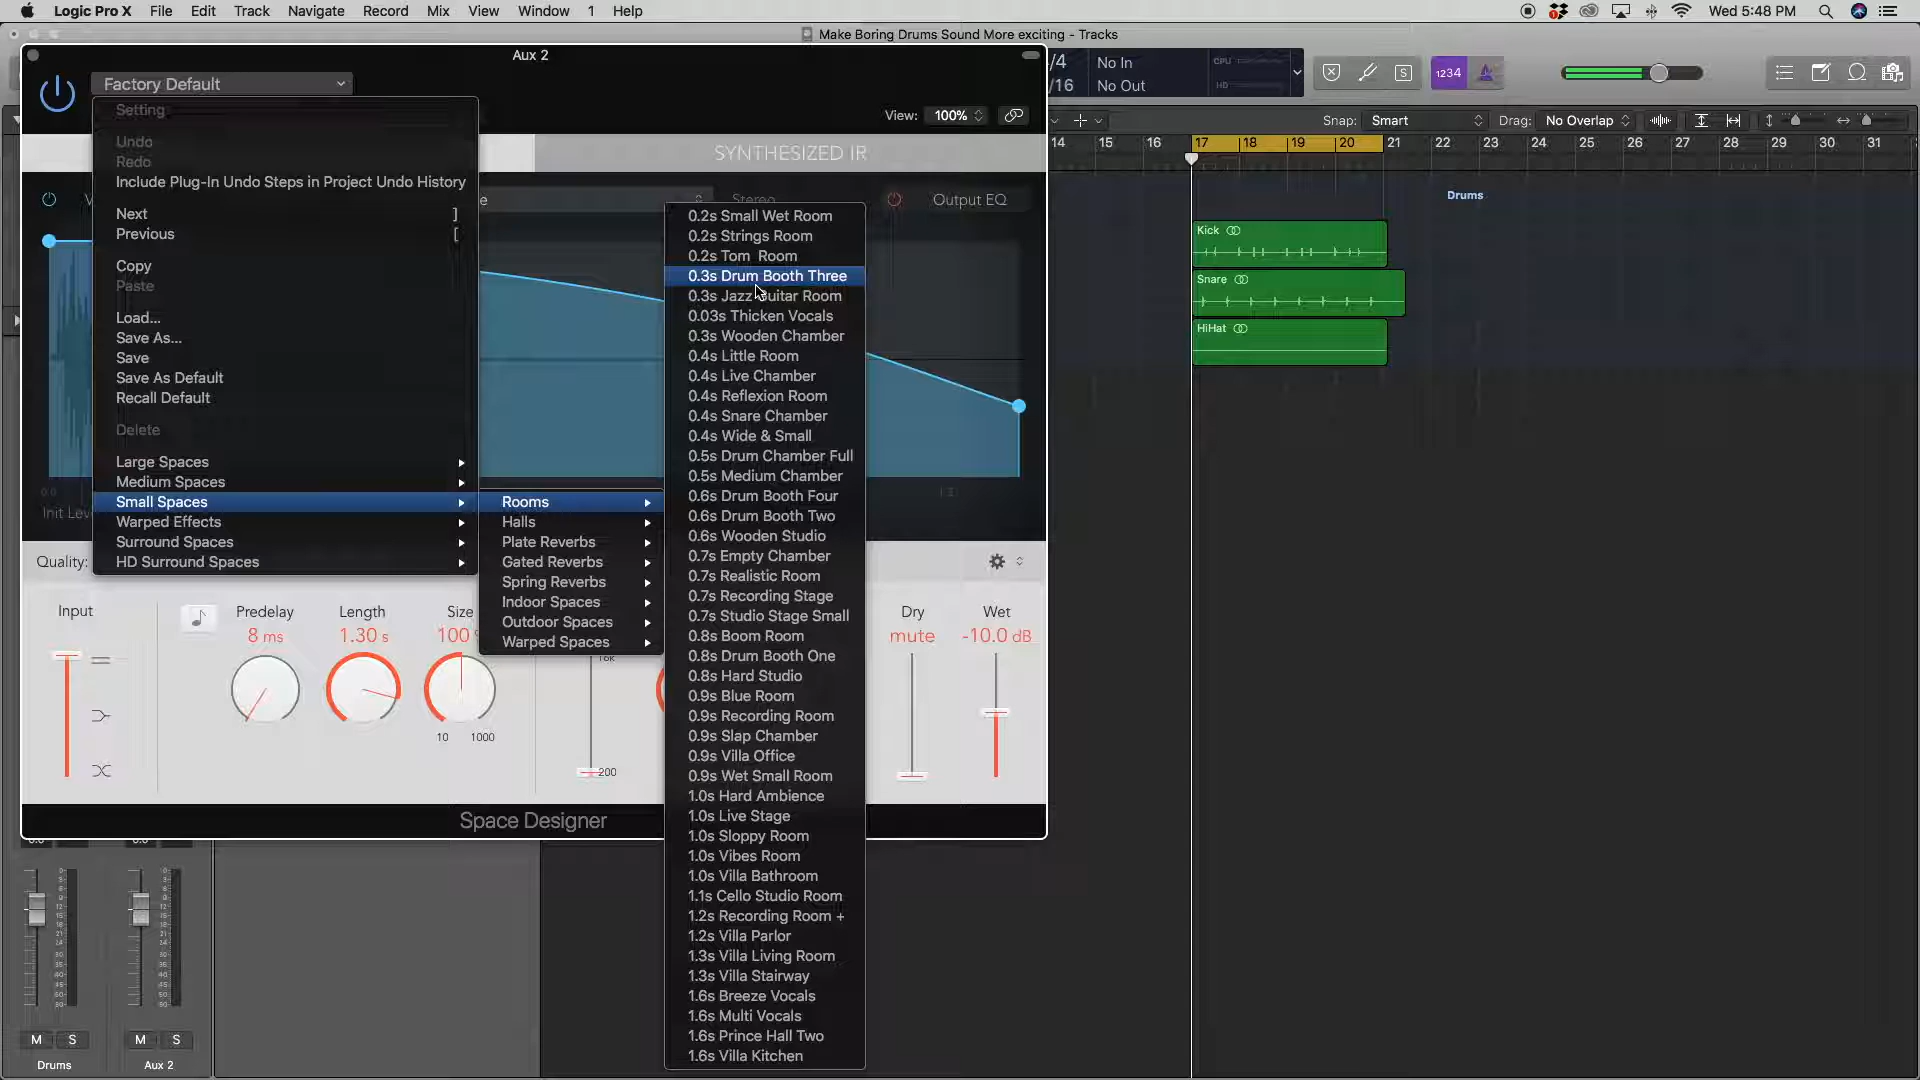 Logic Pro X File Edit Track Navigate Record Mix View Window 1 Help
Wed 5:48 PM
Make Boring Drums Sound More exciting - Tracks
Aux 2
Factory Default
View: 100%
SYNTHESIZED IR
Stereo
Output EQ
Setting
Undo
Redo
Include Plug-In Undo Steps in Project Undo History
Next ]
Previous [
Copy
Paste
Load...
Save As...
Save
Save As Default
Recall Default
Delete
Large Spaces
Medium Spaces
Small Spaces
Warped Effects
Surround Spaces
HD Surround Spaces
Rooms
Halls
Plate Reverbs
Gated Reverbs
Spring Reverbs
Indoor Spaces
Outdoor Spaces
Warped Spaces
0.2s Small Wet Room
0.2s Strings Room
0.2s Tom  Room
0.3s Drum Booth Three
0.3s Jazz Guitar Room
0.03s Thicken Vocals
0.3s Wooden Chamber
0.4s Little Room
0.4s Live Chamber
0.4s Reflexion Room
0.4s Snare Chamber
0.4s Wide & Small
0.5s Drum Chamber Full
0.5s Medium Chamber
0.6s Drum Booth Four
0.6s Drum Booth Two
0.6s Wooden Studio
0.7s Empty Chamber
0.7s Realistic Room
0.7s Recording Stage
0.7s Studio Stage Small
0.8s Boom Room
0.8s Drum Booth One
0.8s Hard Studio
0.9s Blue Room
0.9s Recording Room
0.9s Slap Chamber
0.9s Villa Office
0.9s Wet Small Room
1.0s Hard Ambience
1.0s Live Stage
1.0s Sloppy Room
1.0s Vibes Room
1.0s Villa Bathroom
1.1s Cello Studio Room
1.2s Recording Room +
1.2s Villa Parlor
1.3s Villa Living Room
1.3s Villa Stairway
1.6s Breeze Vocals
1.6s Multi Vocals
1.6s Prince Hall Two
1.6s Villa Kitchen
Init Lev
Quality:
Input
Predelay
8 ms
Length
1.30 s
Size
100
10 1000
200
Dry
mute
Wet
-10.0 dB
Space Designer
M S M S
Drums Aux 2
/4 No In
/16 No Out
CPU
HD
S
1234
Snap: Smart Drag: No Overlap
14 15 16 17 18 19 20 21 22 23 24 25 26 27 28 29 30 31
Drums
Kick
Snare
HiHat